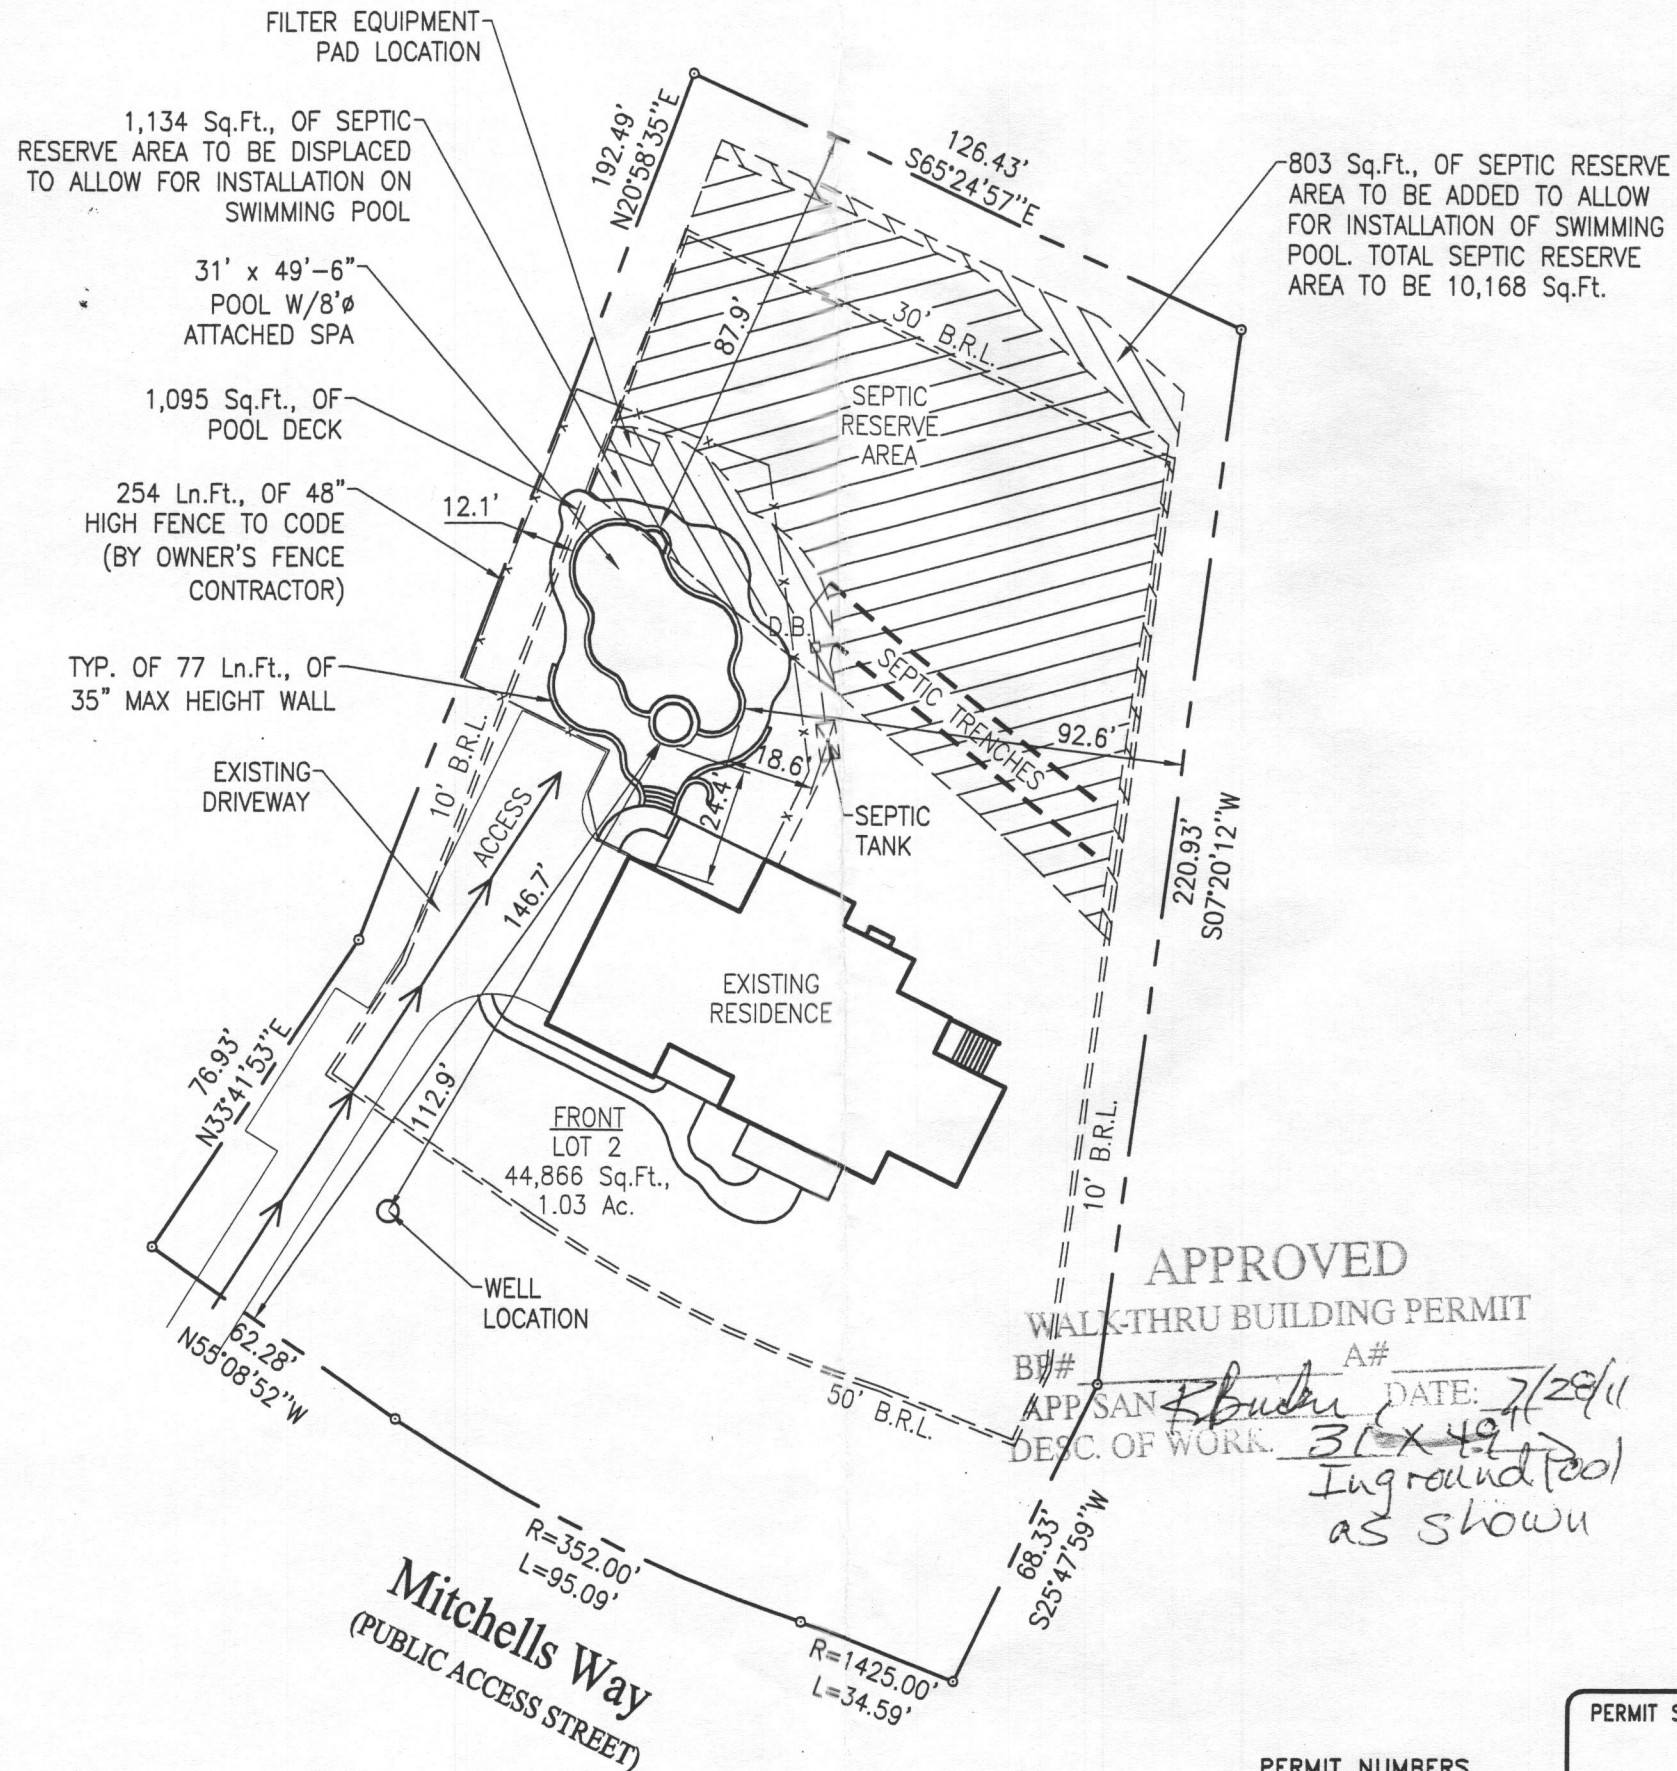 FILTER EQUIPMENT
PAD LOCATION
1,134 Sq.Ft., OF SEPTIC
RESERVE AREA TO BE DISPLACED
TO ALLOW FOR INSTALLATION ON
SWIMMING POOL
31' x 49'-6"
POOL W/8'ø
ATTACHED SPA
1,095 Sq.Ft., OF
POOL DECK
254 Ln.Ft., OF 48"
HIGH FENCE TO CODE
(BY OWNER'S FENCE
CONTRACTOR)
TYP. OF 77 Ln.Ft., OF
35" MAX HEIGHT WALL
EXISTING
DRIVEWAY
192.49'
N20°58'35"E
126.43'
S65°24'57"E
803 Sq.Ft., OF SEPTIC RESERVE
AREA TO BE ADDED TO ALLOW
FOR INSTALLATION OF SWIMMING
POOL. TOTAL SEPTIC RESERVE
AREA TO BE 10,168 Sq.Ft.
87.9'
30' B.R.L.
SEPTIC
RESERVE
AREA
12.1'
D.B.
SEPTIC TRENCHES
92.6'
18.6'
24.4'
SEPTIC
TANK
10' B.R.L.
ACCESS
146.7'
112.9'
220.93'
S07°20'12"W
EXISTING
RESIDENCE
76.93'
N33°41'53"E
FRONT
LOT 2
44,866 Sq.Ft.,
1.03 Ac.
10' B.R.L.
WELL
LOCATION
62.28'
N55°08'52"W
50' B.R.L.
APPROVED
WALK-THRU BUILDING PERMIT
BP# A#
APP SAN DATE: 7/28/11
DESC. OF WORK. 31' X 49'
Inground Pool
as shown
68.33'
S25°47'59"W
R=352.00'
L=95.09'
R=1425.00'
L=34.59'
Mitchells Way
(PUBLIC ACCESS STREET)
PERMIT S
PERMIT NUMBERS